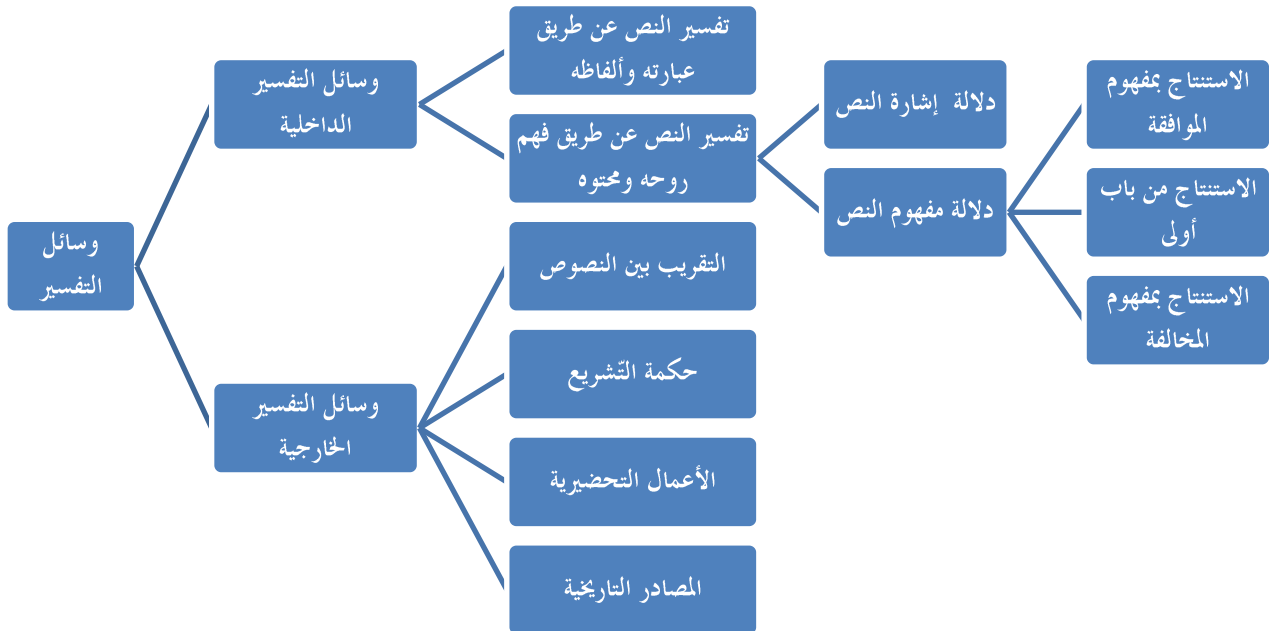 وسائل
التفسير
وسائل التفسير
الداخلية
تفسير النص عن طريق
عبارته وألفاظه
تفسير النص عن طريق فهم
روحه ومحتوه
دلالة إشارة النص
دلالة مفهوم النص
الاستنتاج بمفهوم
الموافقة
الاستنتاج من باب
أولى
الاستنتاج بمفهوم
المخالفة
وسائل التفسير
الخارجية
التقريب بين النصوص
حكمة التّشريع
الأعمال التحضيرية
المصادر التاريخية